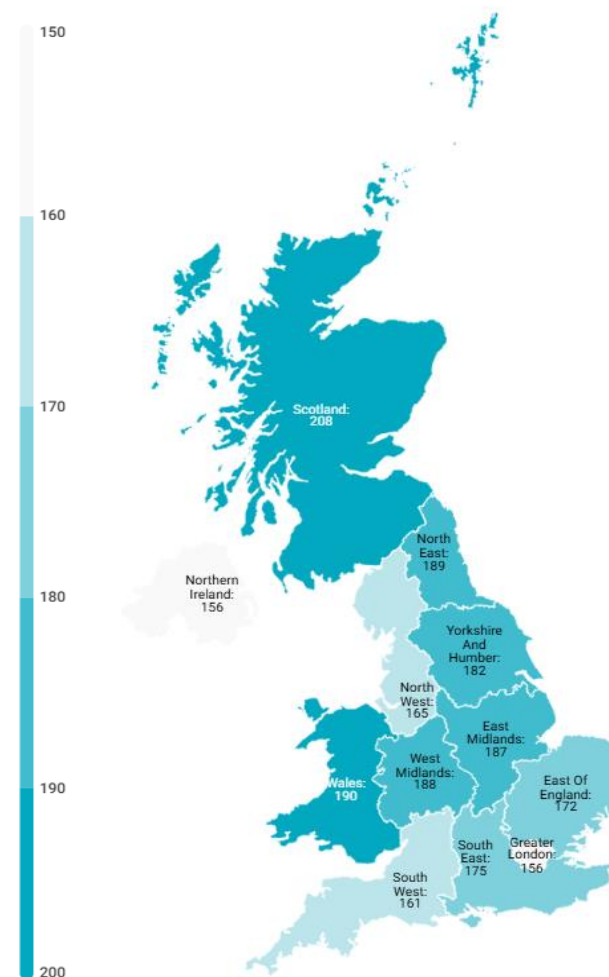 150
160
170
180
190
200
Scotland:
208
Northern
Ireland:
156
North
East:
189
Yorkshire
And
Humber:
182
North
West:
165
East
Midlands:
187
West
Midlands:
188
Wales:
190
East Of
England:
172
Greater
London:
156
South
East:
175
South
West:
161